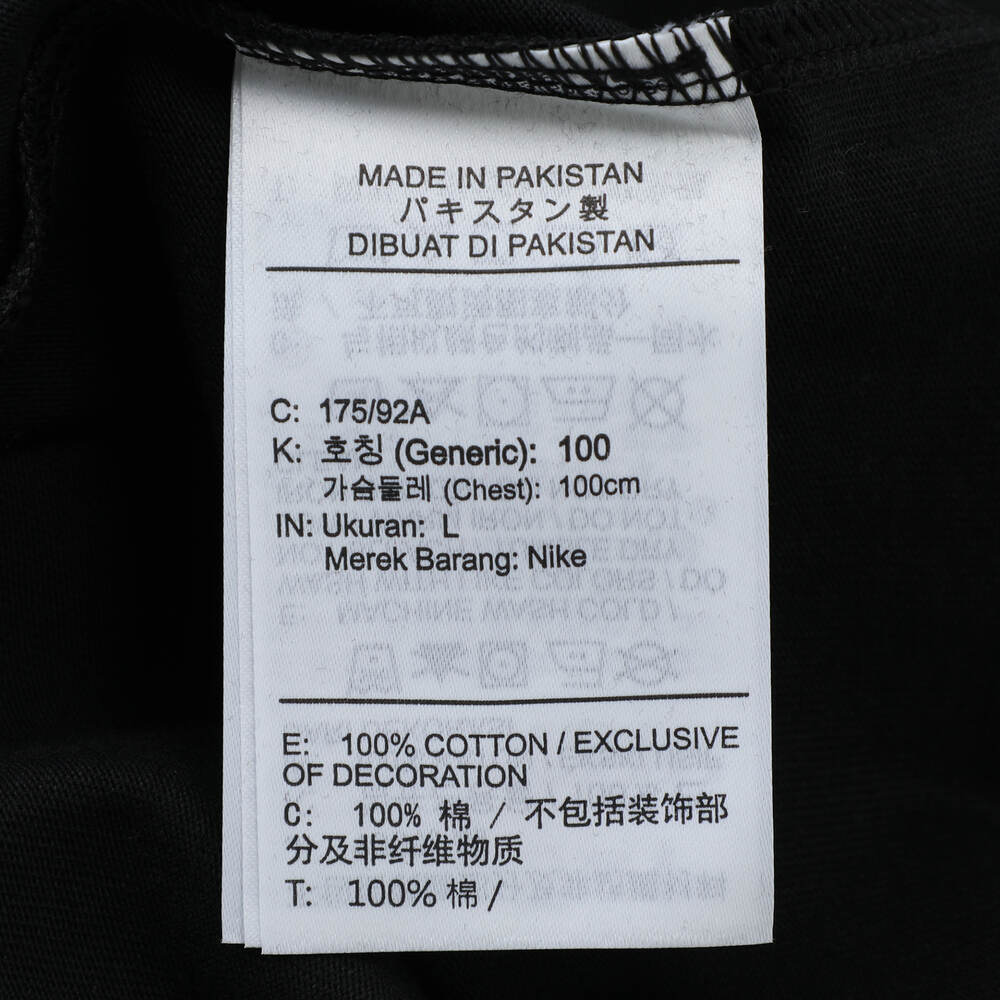 MADE IN PAKISTAN
パキスタン製
DIBUAT DI PAKISTAN
C: 175/92A
K: 호칭 (Generic): 100
가슴둘레 (Chest): 100cm
IN: Ukuran: L
Merek Barang: Nike
E: 100% COTTON / EXCLUSIVE
OF DECORATION
C: 100% 棉 / 不包括装饰部
分及非纤维物质
T: 100% 棉 /